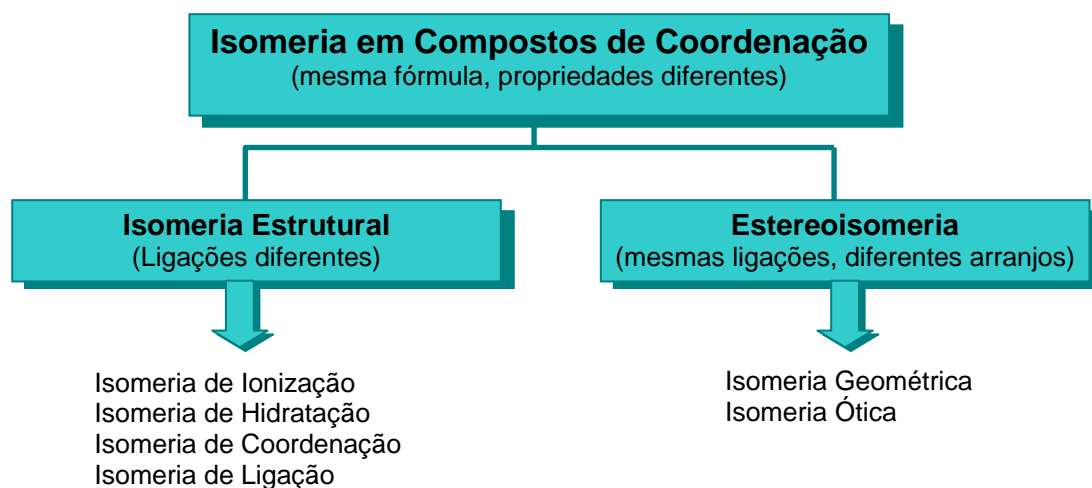 Isomeria em Compostos de Coordenação
(mesma fórmula, propriedades diferentes)
Isomeria Estrutural
(Ligações diferentes)
Estereoisomeria
(mesmas ligações, diferentes arranjos)
Isomeria de Ionização
Isomeria de Hidratação
Isomeria de Coordenação
Isomeria de Ligação
Isomeria Geométrica
Isomeria Ótica